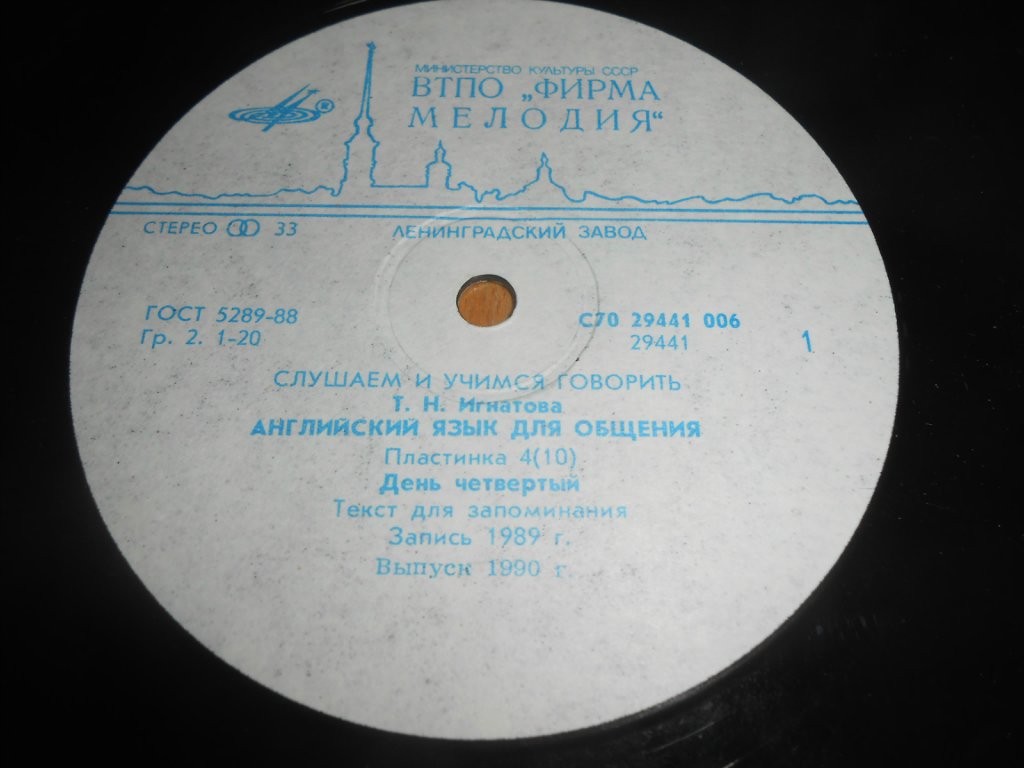 МИНИСТЕРСТВО КУЛЬТУРЫ СССР
ВТПО „ФИРМА
МЕЛОДИЯ“
®
СТЕРЕО 33
ЛЕНИНГРАДСКИЙ ЗАВОД
ГОСТ 5289-88
Гр. 2. 1-20
С70 29441 006
29441
1
СЛУШАЕМ И УЧИМСЯ ГОВОРИТЬ
Т. Н. Игнатова
АНГЛИЙСКИЙ ЯЗЫК ДЛЯ ОБЩЕНИЯ
Пластинка 4(10)
День четвертый
Текст для запоминания
Запись 1989 г.
Выпуск 1990 г.